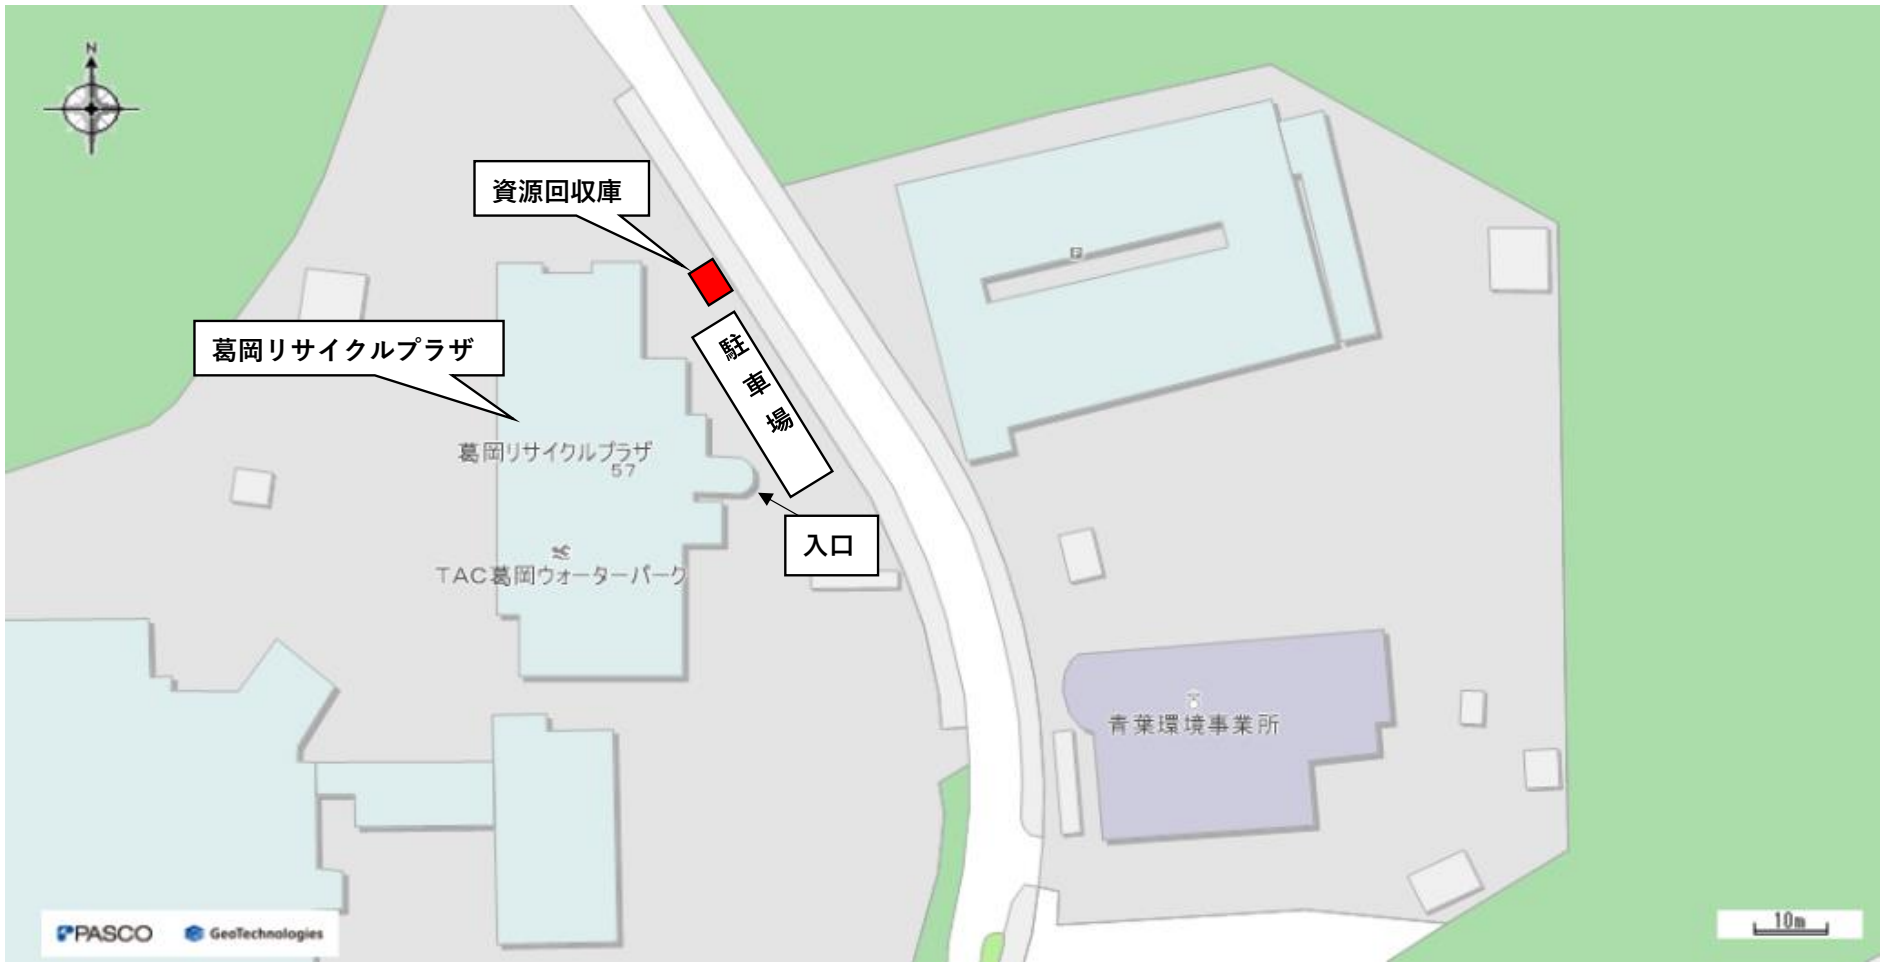 N
資源回収庫
葛岡リサイクルプラザ
駐車場
葛岡リサイクルプラザ
57
入口
TAC葛岡ウォーターパーク
青葉環境事業所
PASCO
GeoTechnologies
10m